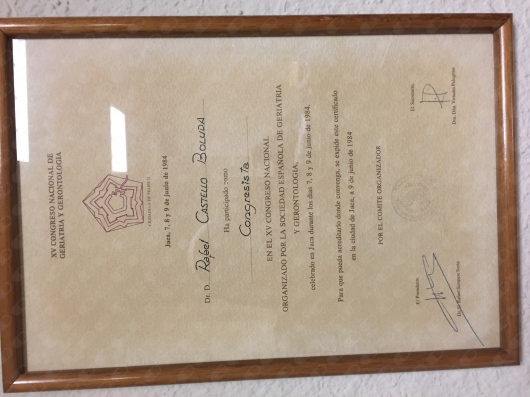 XV CONGRESO NACIONAL DE
GERIATRIA Y GERONTOLOGIA
Jaca, 7, 8 y 9 de junio de 1984
Dr. D. Rafael CASTELLO BOLUDA
Ha participado como
Congresista
EN EL XV CONGRESO NACIONAL
ORGANIZADO POR LA SOCIEDAD ESPAÑOLA DE GERIATRIA
Y GERONTOLOGIA,
celebrado en Jaca durante los días 7, 8 y 9 de junio de 1984.
Para que pueda acreditarlo donde convenga, se expide este certificado
en la ciudad de Jaca, a 9 de junio de 1984
POR EL COMITE ORGANIZADOR
El Presidente,
El Secretario,